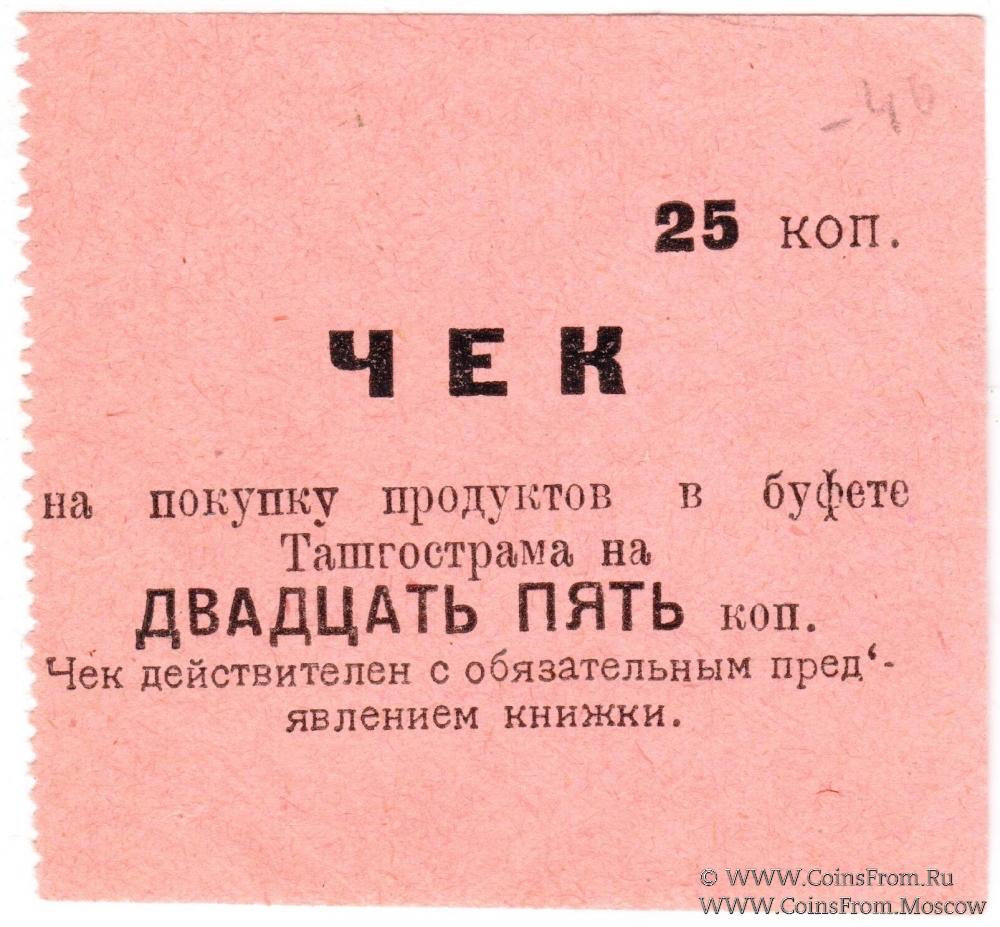 -46
25 коп.
ЧЕК
на покупку продуктов в буфете
Ташгострама на
ДВАДЦАТЬ ПЯТЬ коп.
Чек действителен с обязательным пред‘-
явлением книжки.
© WWW.CoinsFrom.Ru
WWW.CoinsFrom.Moscow